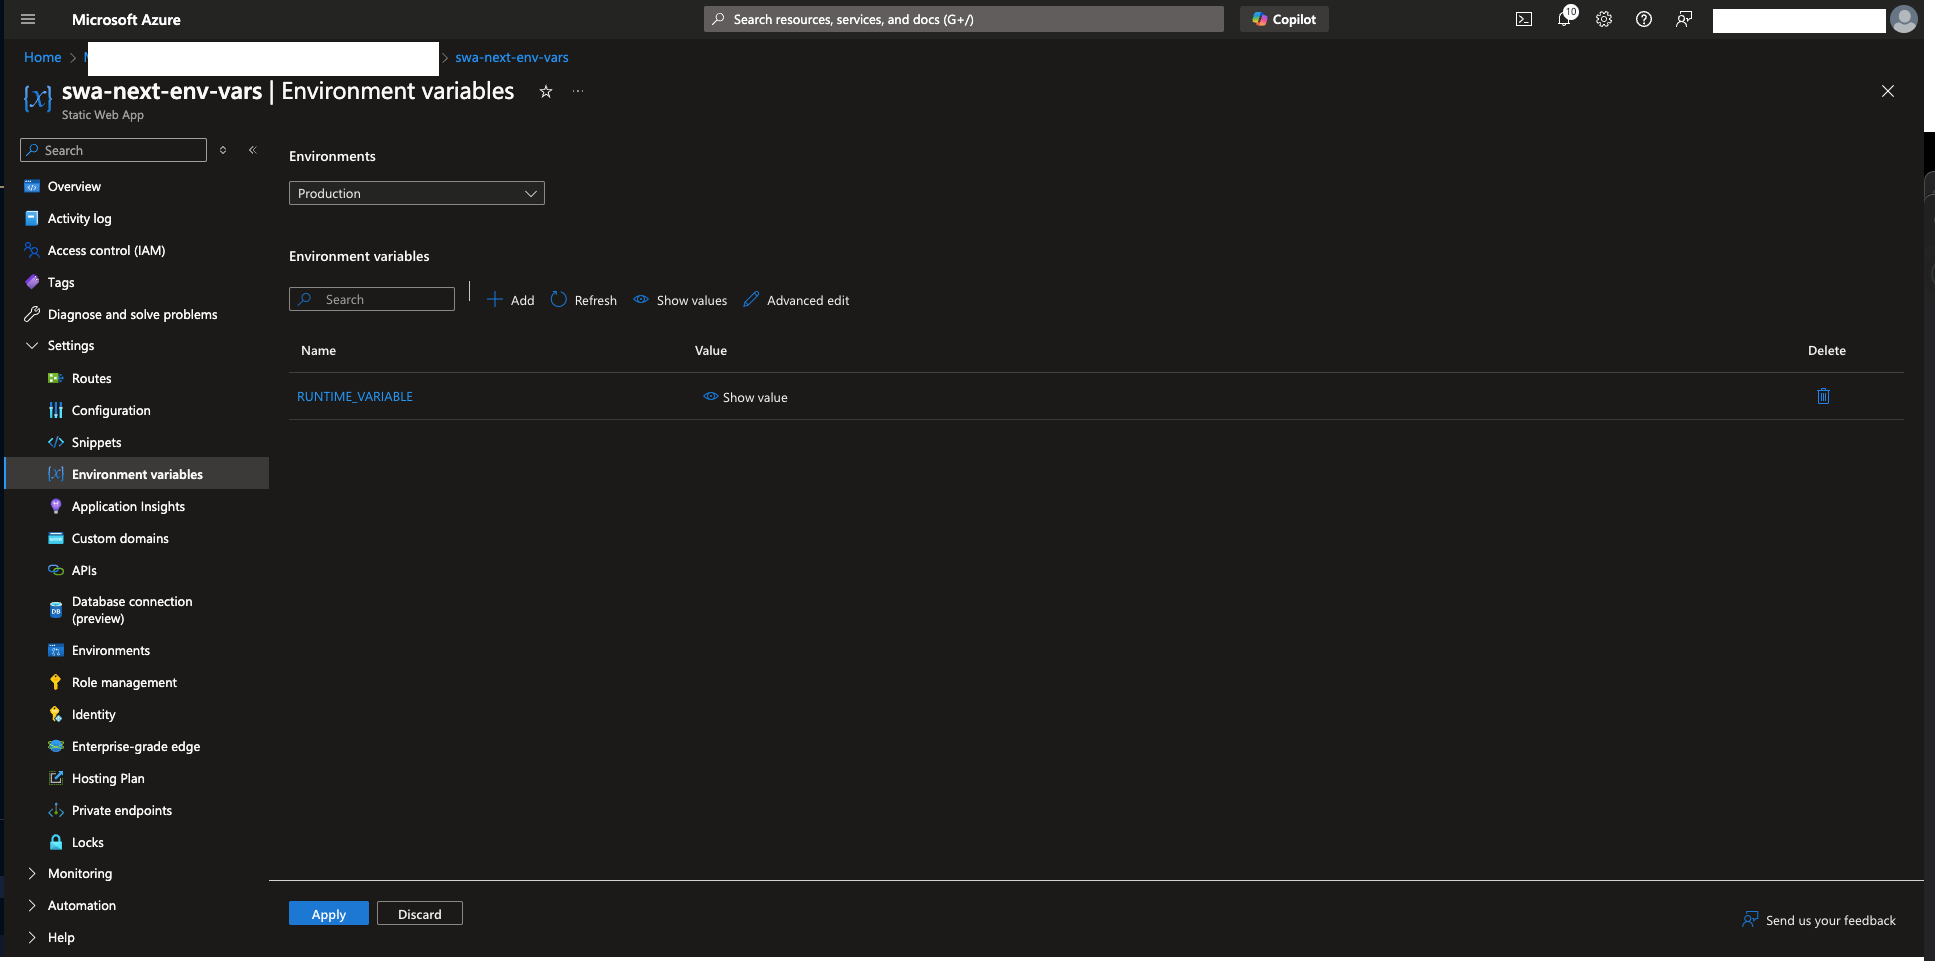 Microsoft Azure
Search resources, services, and docs (G+/)
Copilot
10
Home > > swa-next-env-vars
swa-next-env-vars | Environment variables
Static Web App
Search
Overview
Activity log
Access control (IAM)
Tags
Diagnose and solve problems
Settings
Routes
Configuration
Snippets
Environment variables
Application Insights
Custom domains
APIs
Database connection
(preview)
Environments
Role management
Identity
Enterprise-grade edge
Hosting Plan
Private endpoints
Locks
Monitoring
Automation
Help
Environments
Production
Environment variables
Search
Add
Refresh
Show values
Advanced edit
Name Value Delete
RUNTIME_VARIABLE Show value
Apply
Discard
Send us your feedback